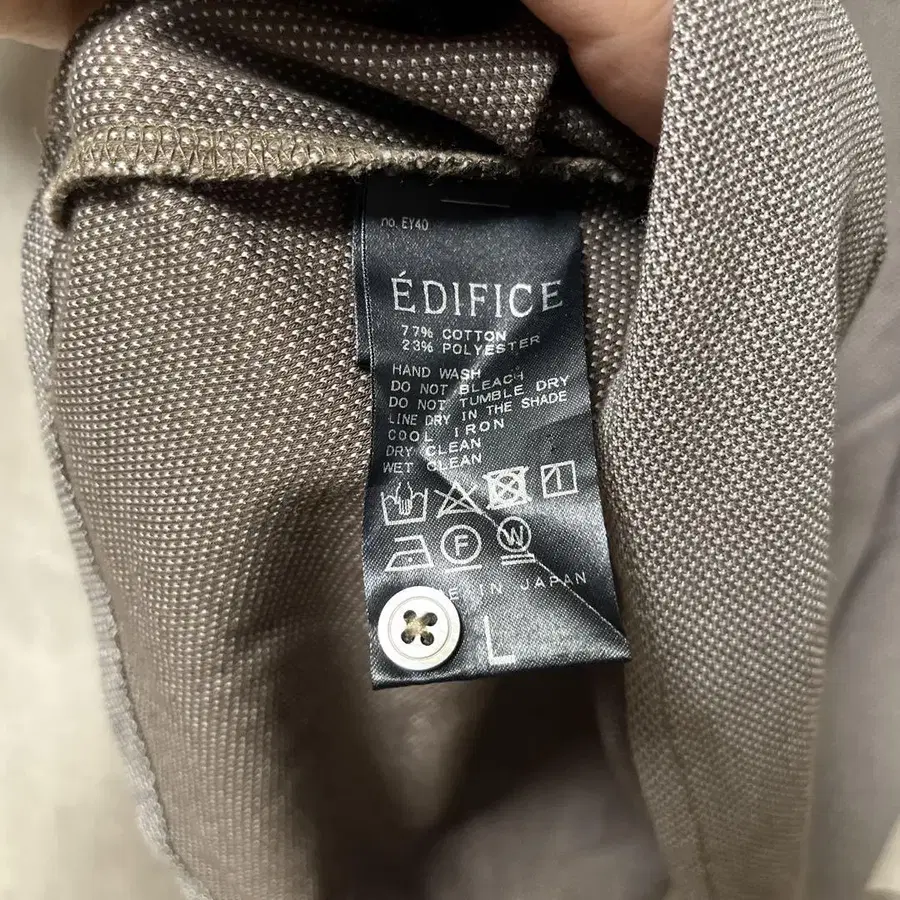 no. EY40
ÉDIFICE
77% COTTON
23% POLYESTER
HAND WASH
DO NOT BLEACH
DO NOT TUMBLE DRY
LINE DRY IN THE SHADE
COOL IRON
DRY CLEAN
WET CLEAN
F W
IN JAPAN
L